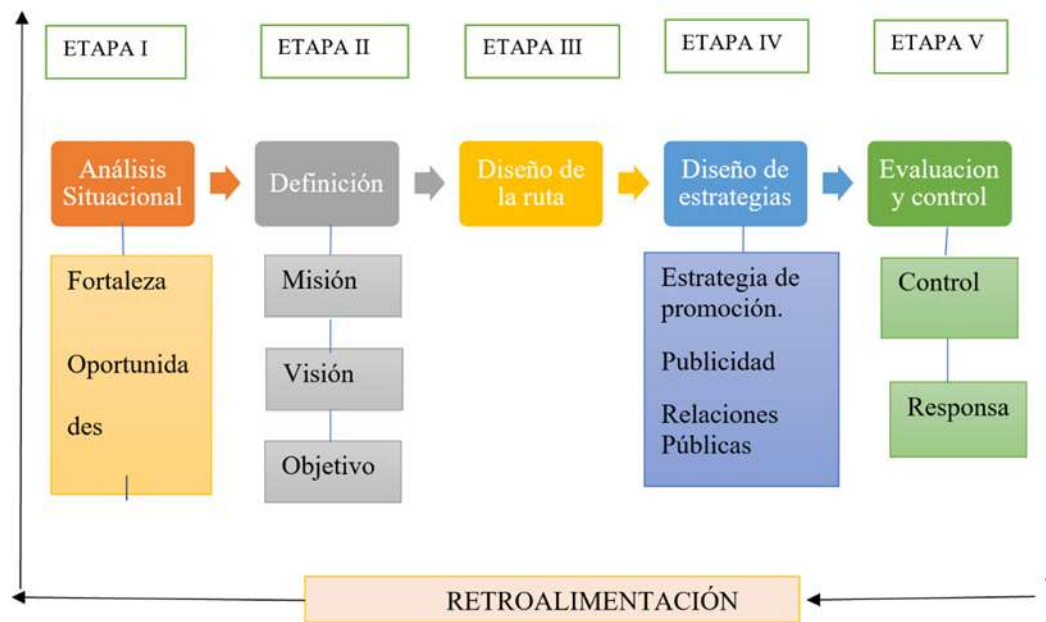 ETAPA I
ETAPA II
ETAPA III
ETAPA IV
ETAPA V
Análisis
Situacional
Definición
Diseño de
la ruta
Diseño de
estrategias
Evaluacion
y control
Fortaleza
Oportunida
des
Misión
Visión
Objetivo
Estrategia de
promoción.
Publicidad
Relaciones
Públicas
Control
Responsa
RETROALIMENTACIÓN